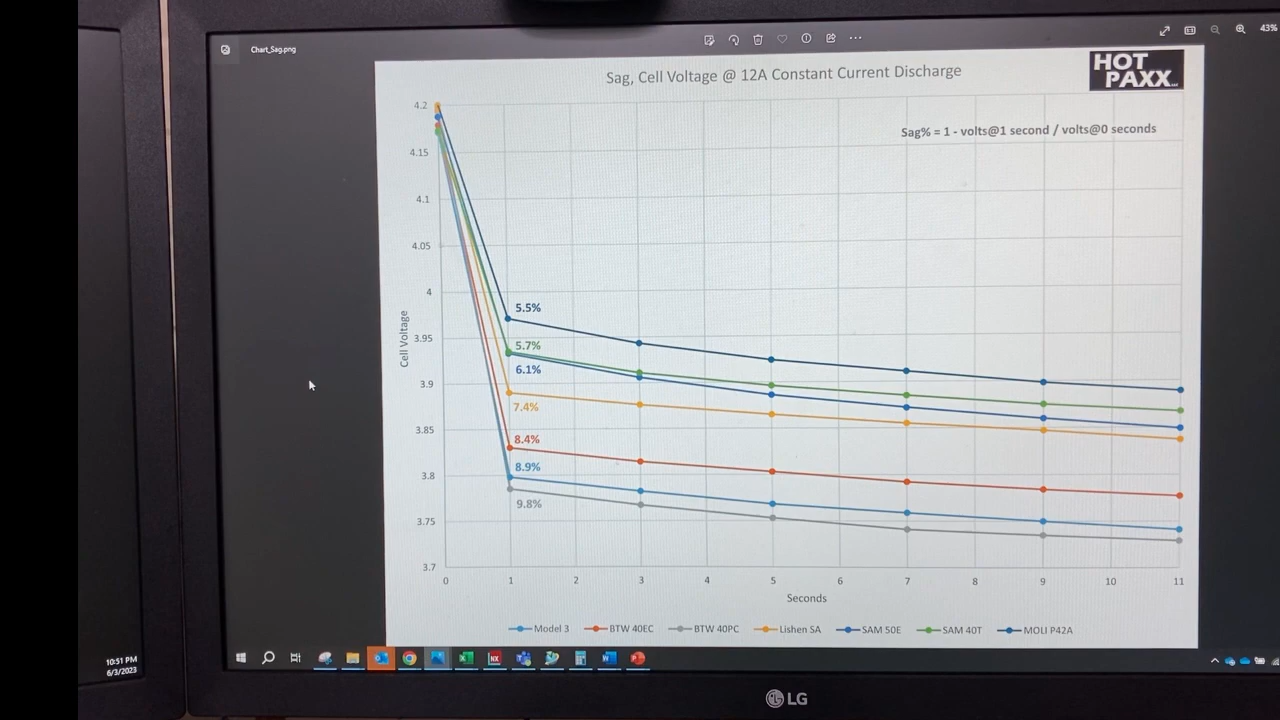 Chart_Sag.png
43%
Sag, Cell Voltage @ 12A Constant Current Discharge
HOT
PAXX
Sag% = 1 - volts@1 second / volts@0 seconds
4.2
4.15
4.1
4.05
4
3.95
3.9
3.85
3.8
3.75
3.7
Cell Voltage
5.5%
5.7%
6.1%
7.4%
8.4%
8.9%
9.8%
0 1 2 3 4 5 6 7 8 9 10 11
Seconds
Model 3 BTW 40EC BTW 40PC Lishen SA SAM 50E SAM 40T MOLI P42A
10:51 PM
6/3/2023
LG